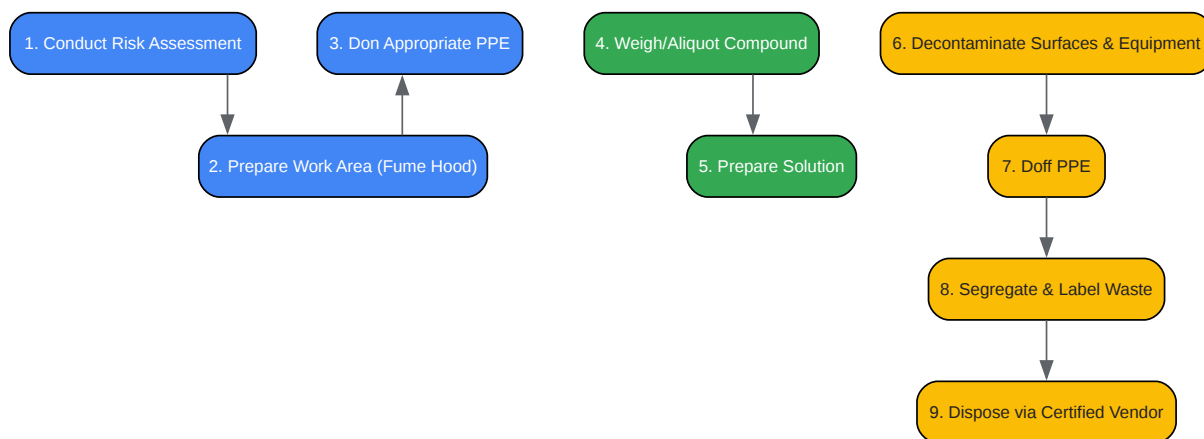 1. Conduct Risk Assessment
2. Prepare Work Area (Fume Hood)
3. Don Appropriate PPE
4. Weigh/Aliquot Compound
5. Prepare Solution
6. Decontaminate Surfaces & Equipment
7. Doff PPE
8. Segregate & Label Waste
9. Dispose via Certified Vendor